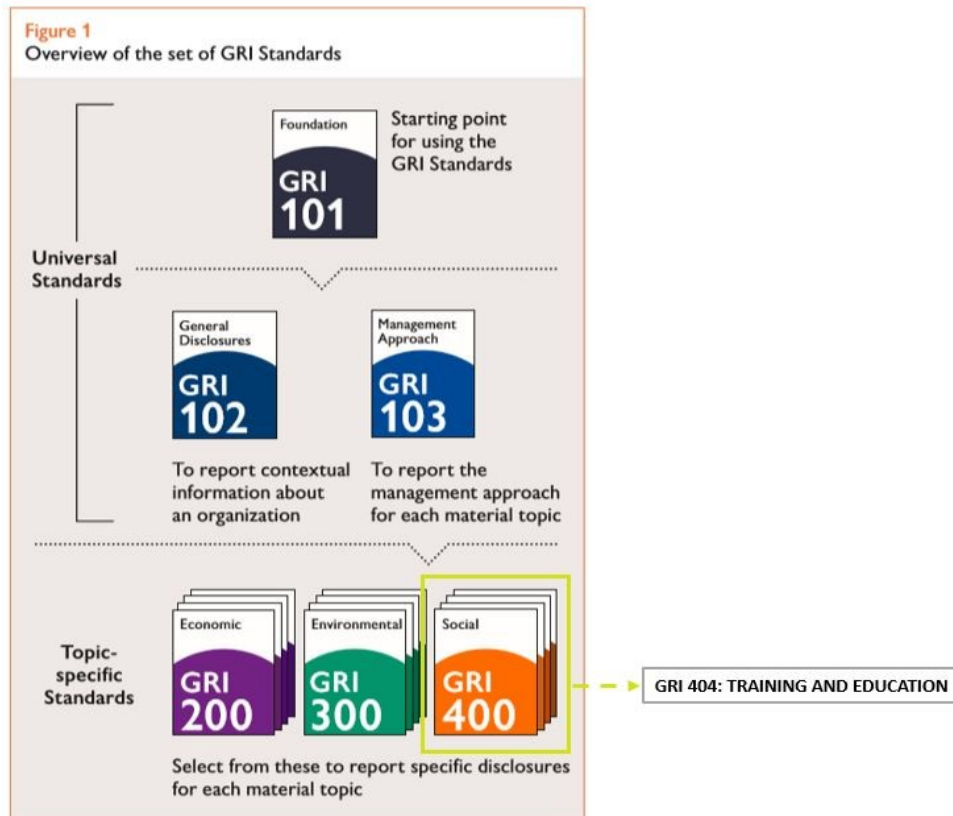 Figure 1
Overview of the set of GRI Standards
Foundation
GRI
101
Starting point
for using the
GRI Standards
Universal
Standards
General
Disclosures
GRI
102
Management
Approach
GRI
103
To report contextual
information about
an organization
To report the
management approach
for each material topic
Topic-
specific
Standards
Economic
GRI
200
Environmental
GRI
300
Social
GRI
400
GRI 404: TRAINING AND EDUCATION
Select from these to report specific disclosures
for each material topic